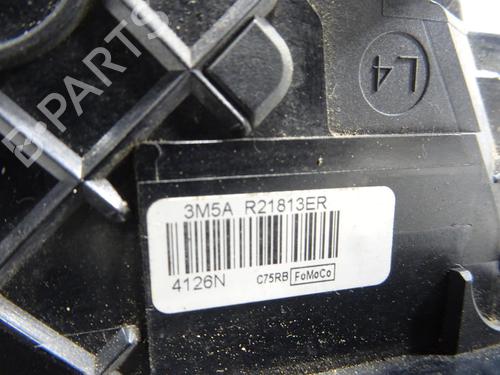 B-PARTS
L4
3M5A R21813ER
4126N C75RB FoMoCo